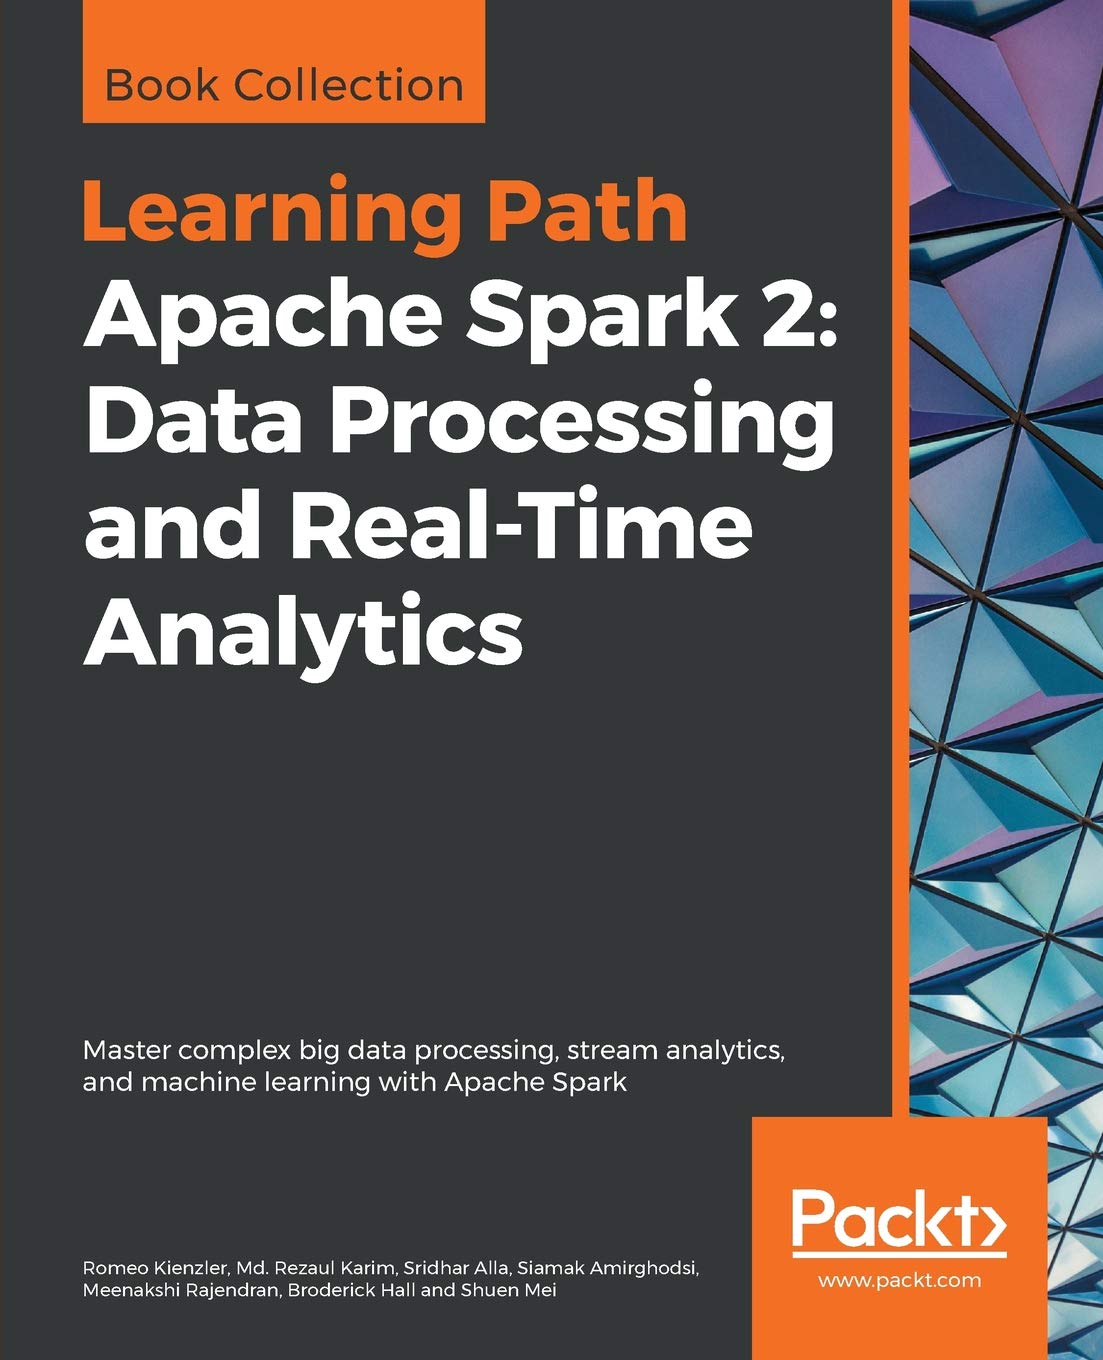 Book Collection
Learning Path
Apache Spark 2:
Data Processing
and Real-Time
Analytics
Master complex big data processing, stream analytics,
and machine learning with Apache Spark
Romeo Kienzler, Md. Rezaul Karim, Sridhar Alla, Siamak Amirghodsi,
Meenakshi Rajendran, Broderick Hall and Shuen Mei
Packt>
www.packt.com